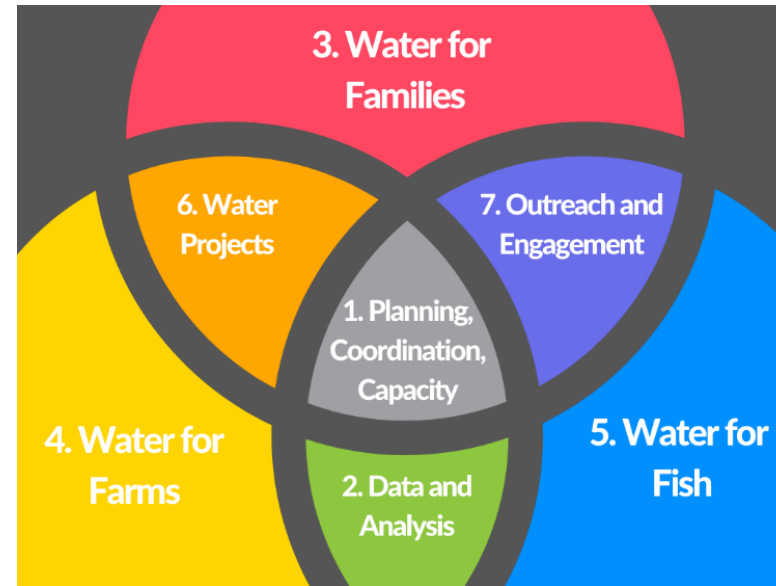 3. Water for
Families
6. Water
Projects
7. Outreach and
Engagement
1. Planning,
Coordination,
Capacity
4. Water for
Farms
5. Water for
Fish
2. Data and
Analysis